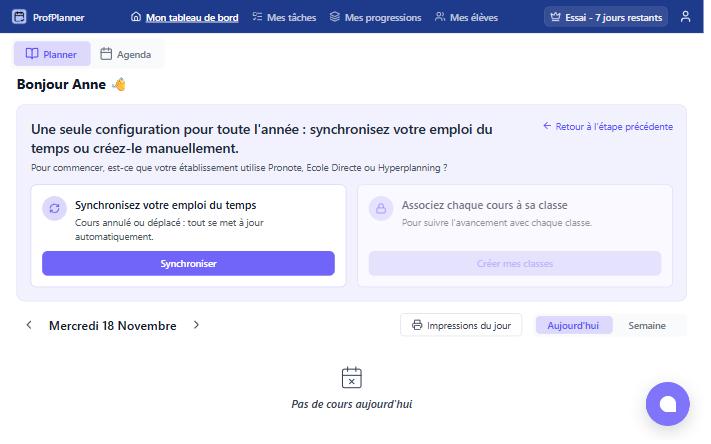 ProfPlanner
Mon tableau de bord
Mes tâches
Mes progressions
Mes élèves
Essai - 7 jours restants
Planner
Agenda
Bonjour Anne 👋
Une seule configuration pour toute l'année : synchronisez votre emploi du
temps ou créez-le manuellement.
← Retour à l'étape précédente
Pour commencer, est-ce que votre établissement utilise Pronote, Ecole Directe ou Hyperplanning ?
Synchronisez votre emploi du temps
Cours annulé ou déplacé : tout se met à jour
automatiquement.
Synchroniser
Associez chaque cours à sa classe
Pour suivre l'avancement avec chaque classe.
Créer mes classes
Mercredi 18 Novembre
Impressions du jour
Aujourd'hui
Semaine
Pas de cours aujourd'hui